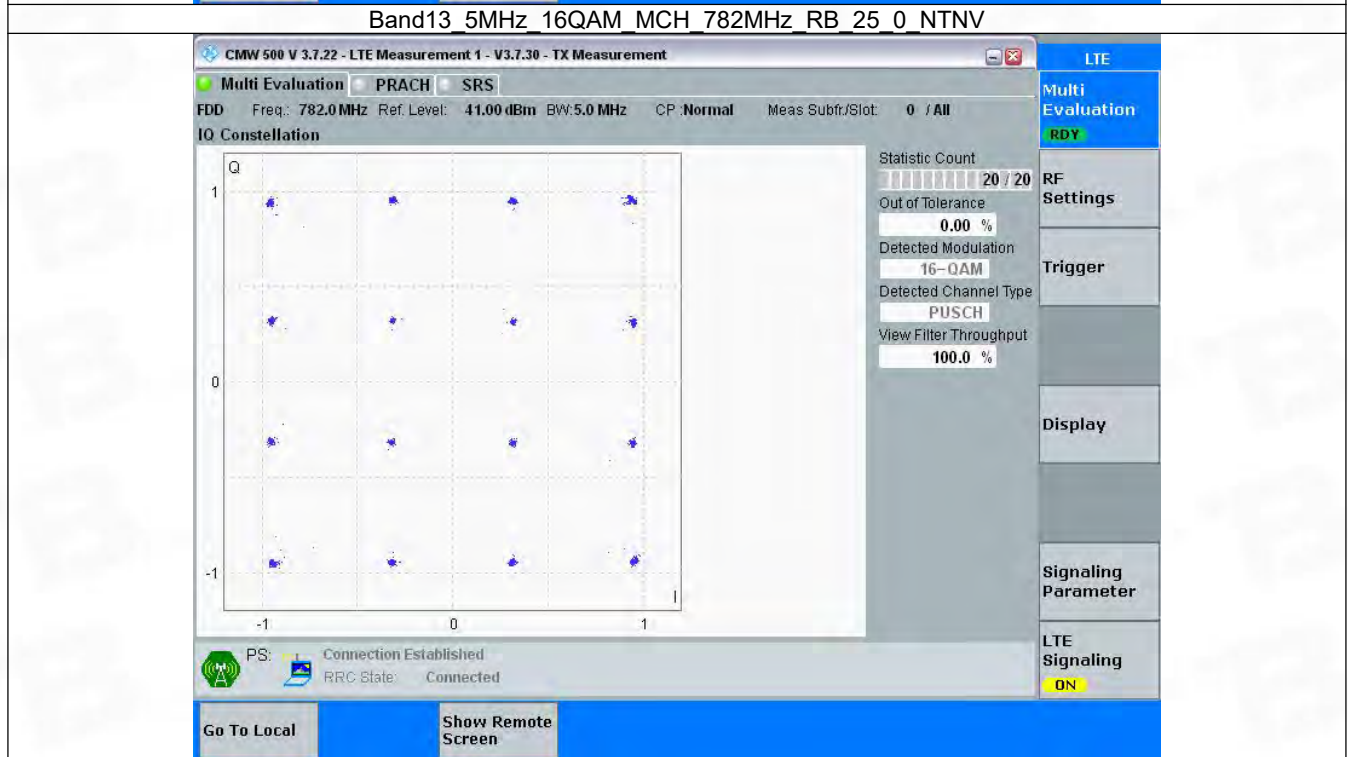 Band13_5MHz_16QAM_MCH_782MHz_RB_25_0_NTNV
CMW 500 V 3.7.22 - LTE Measurement 1 - V3.7.30 - TX Measurement
LTE
Multi Evaluation PRACH SRS
FDD Freq.: 782.0 MHz Ref. Level: 41.00 dBm BW: 5.0 MHz CP :Normal Meas Subfr./Slot: 0 / All
IQ Constellation
Q
1
0
-1
I
-1 0 1
Statistic Count
20 / 20
Out of Tolerance
0.00 %
Detected Modulation
16-QAM
Detected Channel Type
PUSCH
View Filter Throughput
100.0 %
Multi
Evaluation
RDY
RF
Settings
Trigger
Display
Signaling
Parameter
LTE
Signaling
ON
PS: Connection Established
RRC State: Connected
Go To Local
Show Remote
Screen